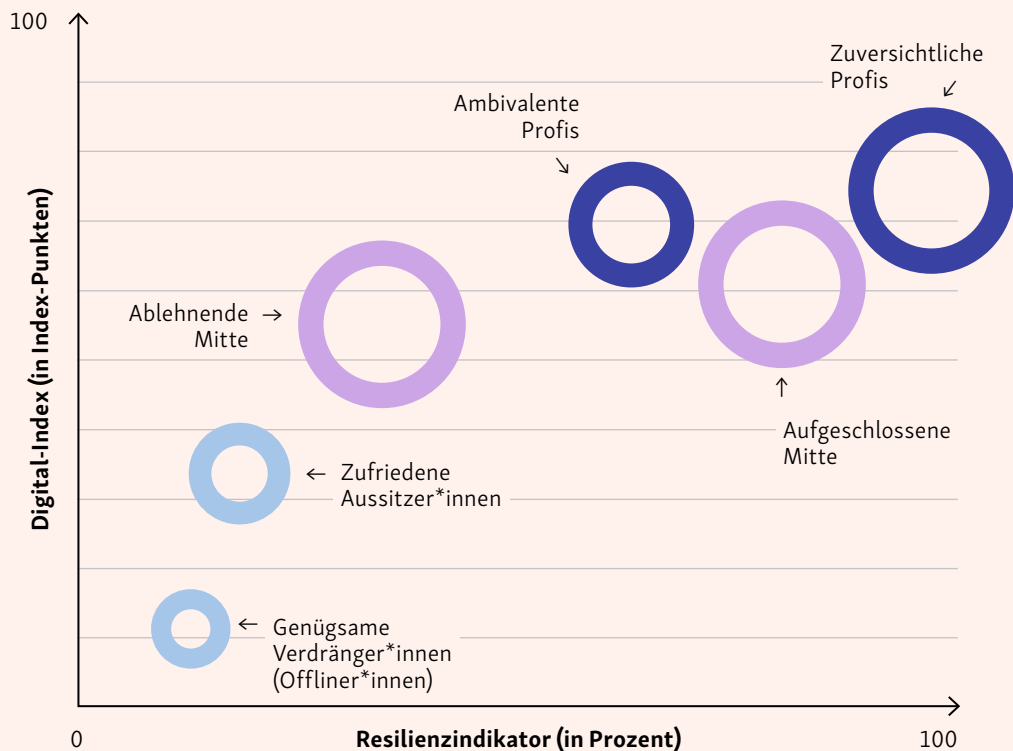 100
Zuversichtliche
Profis
Ambivalente
Profis
Digital-Index (in Index-Punkten)
Ablehnende
Mitte
Aufgeschlossene
Mitte
Zufriedene
Aussitzer*innen
Genügsame
Verdränger*innen
(Offliner*innen)
0
Resilienzindikator (in Prozent)
100